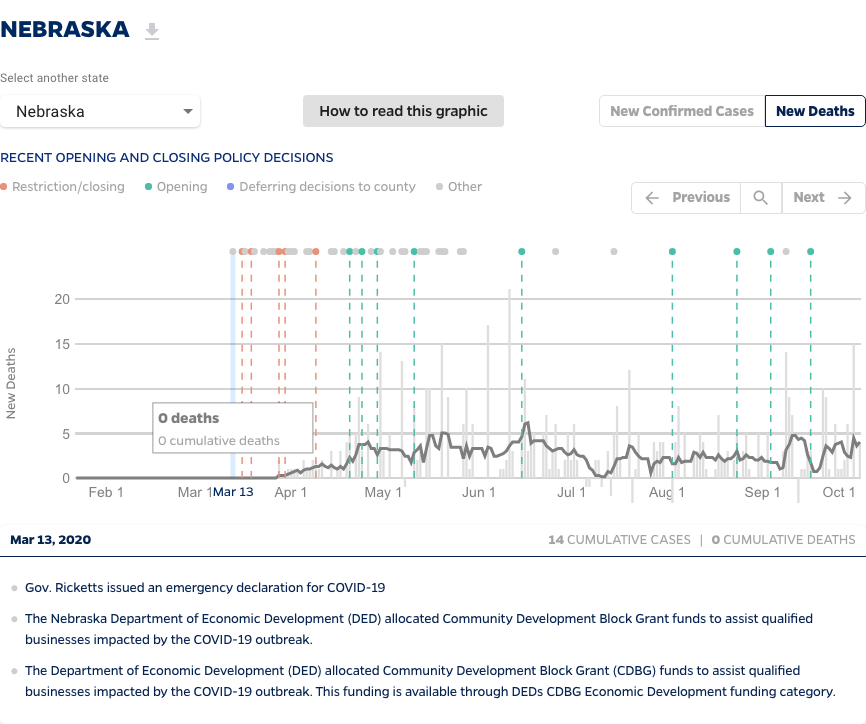 NEBRASKA
Select another state
Nebraska
How to read this graphic
New Confirmed Cases
New Deaths
RECENT OPENING AND CLOSING POLICY DECISIONS
Restriction/closing
Opening
Deferring decisions to county
Other
Previous
Next
New Deaths
20
15
10
5
0
0 deaths
0 cumulative deaths
Feb 1
Mar 1
Mar 13
Apr 1
May 1
Jun 1
Jul 1
Aug 1
Sep 1
Oct 1
Mar 13, 2020
14 CUMULATIVE CASES | 0 CUMULATIVE DEATHS
Gov. Ricketts issued an emergency declaration for COVID-19
The Nebraska Department of Economic Development (DED) allocated Community Development Block Grant funds to assist qualified
businesses impacted by the COVID-19 outbreak.
The Department of Economic Development (DED) allocated Community Development Block Grant (CDBG) funds to assist qualified
businesses impacted by the COVID-19 outbreak. This funding is available through DEDs CDBG Economic Development funding category.